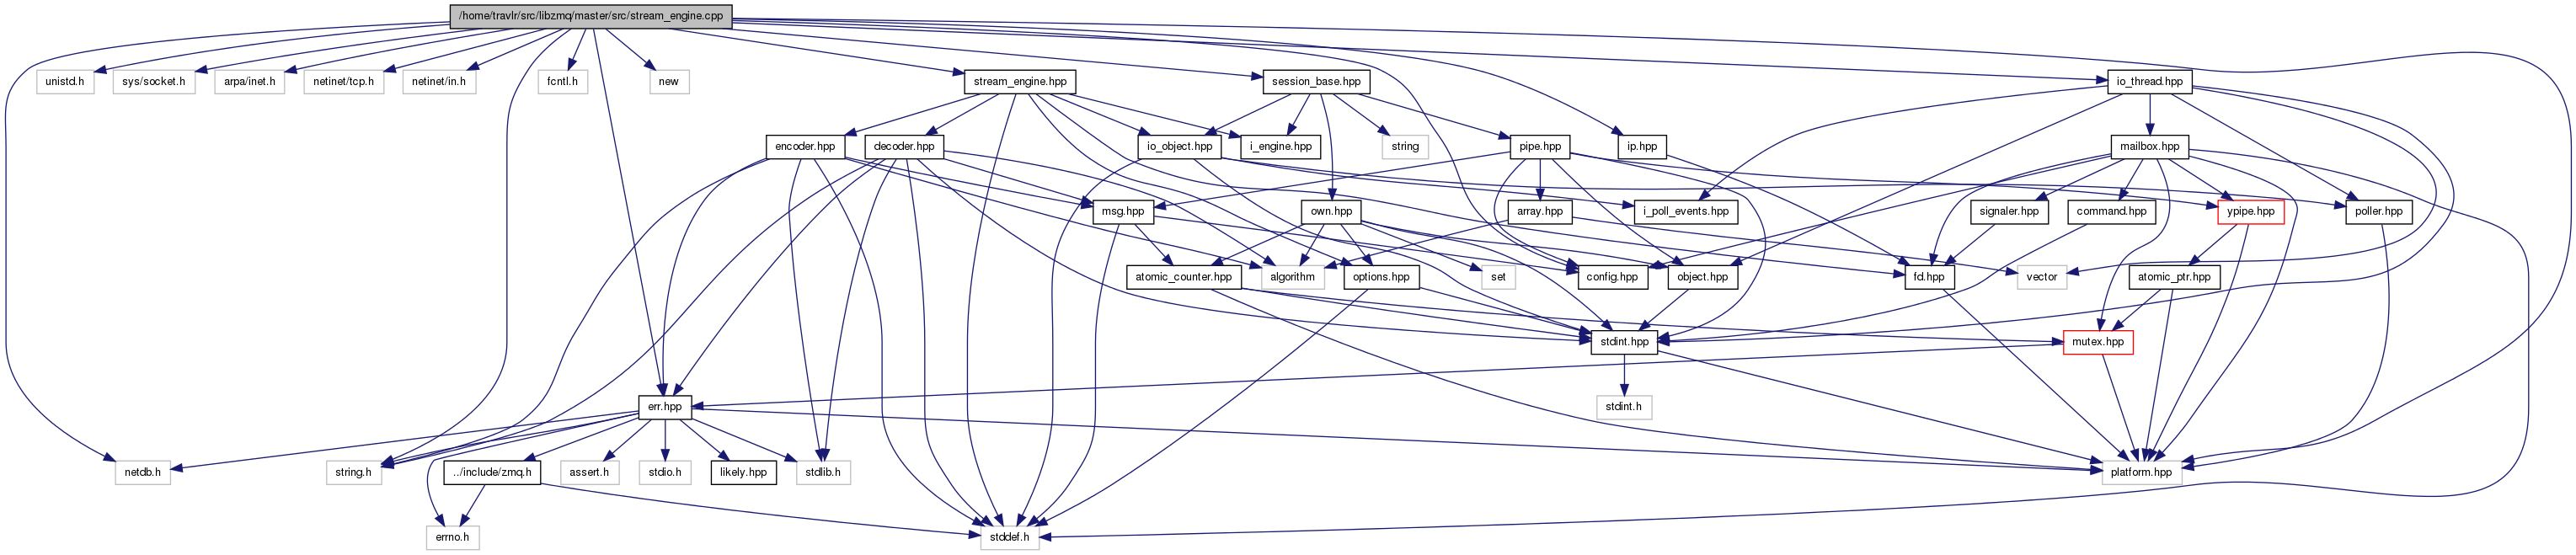 /home/travlr/src/libzmq/master/src/stream_engine.cpp
unistd.h
sys/socket.h
arpa/inet.h
netinet/tcp.h
netinet/in.h
fcntl.h
new
stream_engine.hpp
session_base.hpp
io_thread.hpp
encoder.hpp
decoder.hpp
io_object.hpp
i_engine.hpp
string
pipe.hpp
ip.hpp
mailbox.hpp
msg.hpp
own.hpp
array.hpp
i_poll_events.hpp
signaler.hpp
command.hpp
ypipe.hpp
poller.hpp
atomic_counter.hpp
algorithm
options.hpp
set
config.hpp
object.hpp
fd.hpp
vector
atomic_ptr.hpp
stdint.hpp
mutex.hpp
err.hpp
stdint.h
netdb.h
string.h
../include/zmq.h
assert.h
stdio.h
likely.hpp
stdlib.h
platform.hpp
errno.h
stddef.h